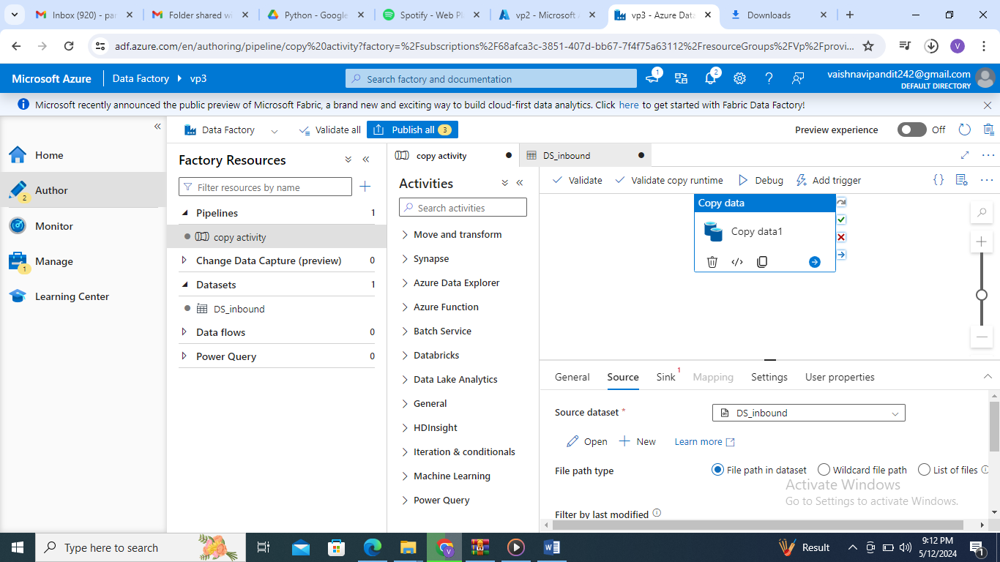 Inbox (920) - par
Folder shared wi
Python - Google
Spotify - Web Pl
vp2 - Microsoft A
vp3 - Azure Data
Downloads
adf.azure.com/en/authoring/pipeline/copy%20activity?factory=%2Fsubscriptions%2F68afca3c-3851-407d-bb67-7f4f75a63112%2FresourceGroups%2FVp%2Fprovi...
V
Microsoft Azure
Data Factory
vp3
Search factory and documentation
1
2
vaishnavipandit242@gmail.com
DEFAULT DIRECTORY
Microsoft recently announced the public preview of Microsoft Fabric, a brand new and exciting way to build cloud-first data analytics. Click here to get started with Fabric Data Factory!
Home
Author
2
Monitor
Manage
1
Learning Center
Data Factory
Validate all
Publish all 3
Preview experience
Off
Factory Resources
Filter resources by name
Pipelines 1
copy activity
Change Data Capture (preview) 0
Datasets 1
DS_inbound
Data flows 0
Power Query 0
copy activity
DS_inbound
Activities
Search activities
Move and transform
Synapse
Azure Data Explorer
Azure Function
Batch Service
Databricks
Data Lake Analytics
General
HDInsight
Iteration & conditionals
Machine Learning
Power Query
Validate
Validate copy runtime
Debug
Add trigger
Copy data
Copy data1
General
Source
Sink 1
Mapping
Settings
User properties
Source dataset *
DS_inbound
Open
New
Learn more
File path type
File path in dataset
Wildcard file path
List of files
Activate Windows
Go to Settings to activate Windows.
Filter by last modified
Type here to search
V
Result
9:12 PM
5/12/2024
1